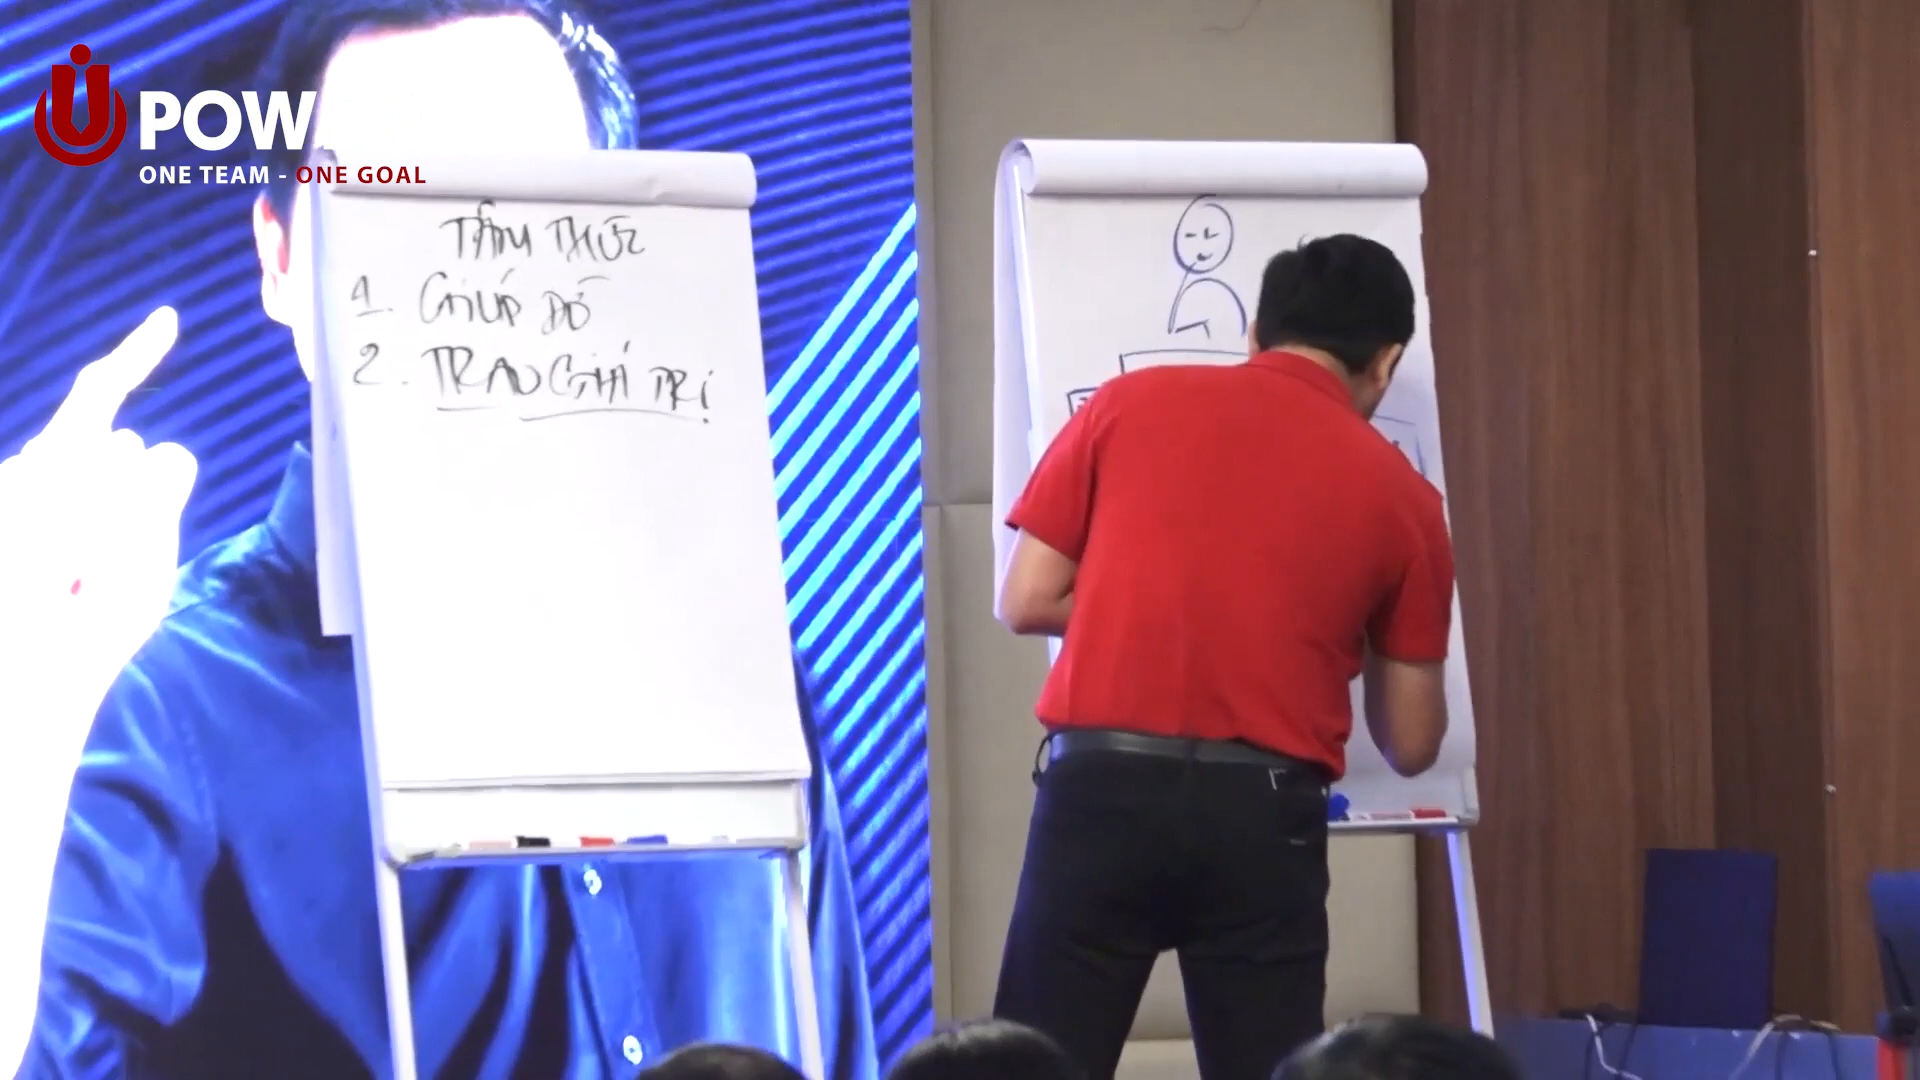 POW
ONE TEAM - ONE GOAL
TÂM THỨC
1. GIÚP ĐỠ
2. TRAO GIÁ TRỊ